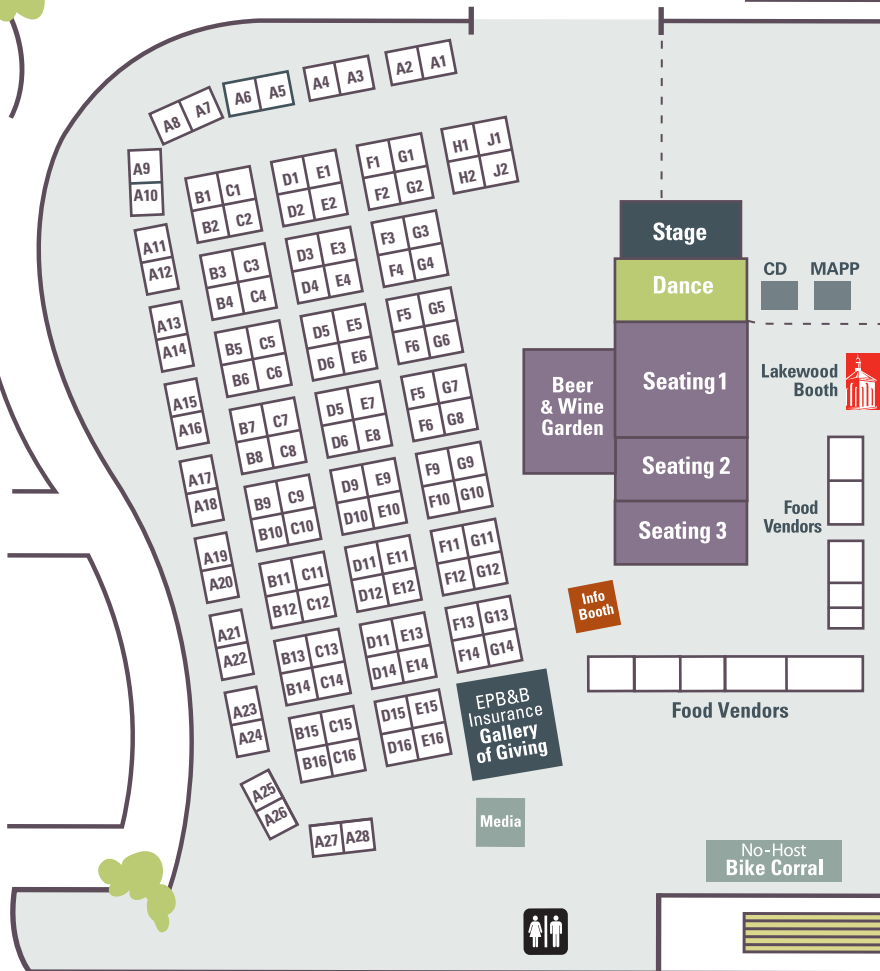 A1
A2
A3
A4
A5
A6
A7
A8
A9
A10
A11
A12
A13
A14
A15
A16
A17
A18
A19
A20
A21
A22
A23
A24
A25
A26
A27 A28
B1 C1
B2 C2
B3 C3
B4 C4
B5 C5
B6 C6
B7 C7
B8 C8
B9 C9
B10 C10
B11 C11
B12 C12
B13 C13
B14 C14
B15 C15
B16 C16
D1 E1
D2 E2
D3 E3
D4 E4
D5 E5
D6 E6
D5 E7
D6 E8
D9 E9
D10 E10
D11 E11
D12 E12
D11 E13
D14 E14
D15 E15
D16 E16
F1 G1
F2 G2
F3 G3
F4 G4
F5 G5
F6 G6
F5 G7
F6 G8
F9 G9
F10 G10
F11 G11
F12 G12
F13 G13
F14 G14
H1 J1
H2 J2
Stage
Dance
CD
MAPP
Seating 1
Beer
& Wine
Garden
Seating 2
Seating 3
Lakewood
Booth
Food
Vendors
Info
Booth
Food Vendors
EPB&B
Insurance
Gallery
of Giving
Media
No-Host
Bike Corral